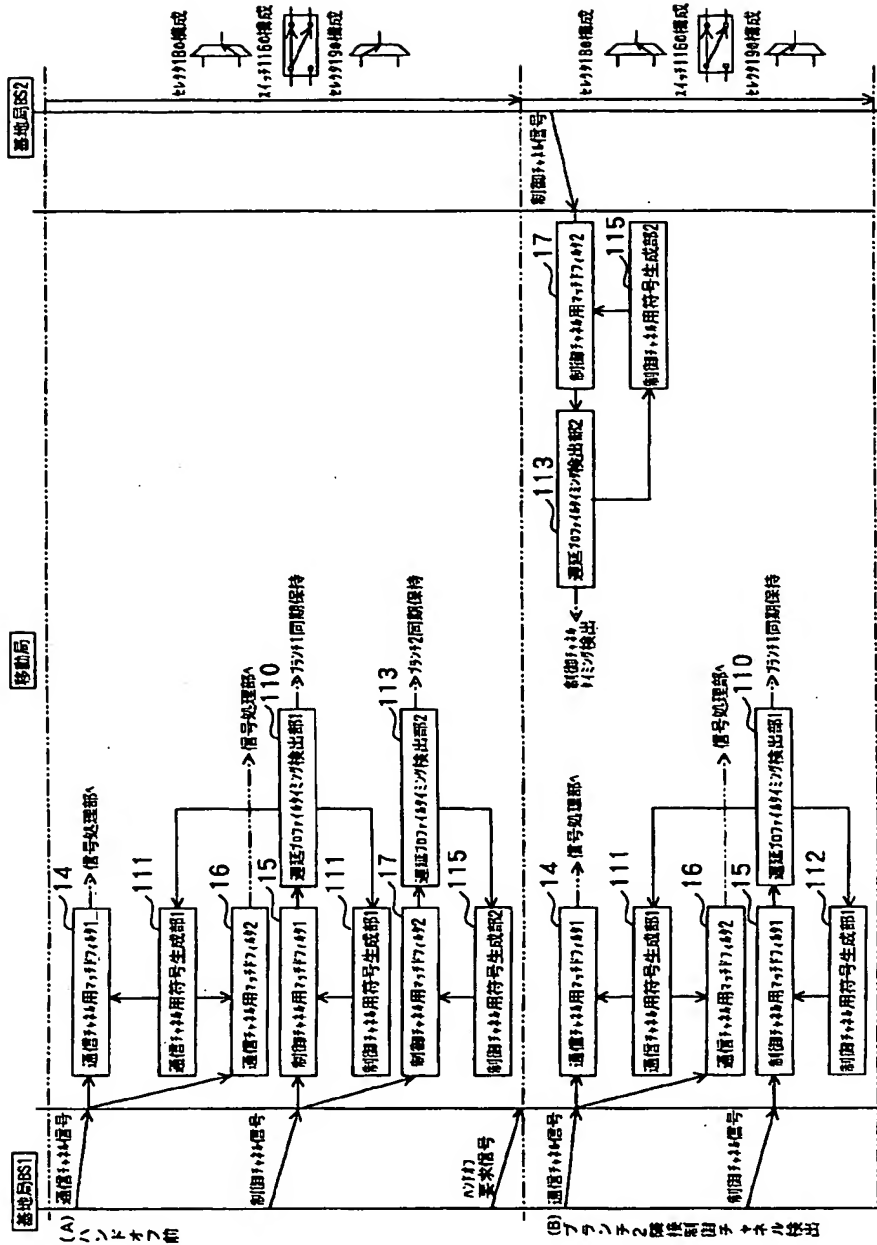 基地局BS1
移動局
基地局BS2
(A)
ハンドオフ前
通信チャネル信号
14
通信チャネル用マッチドフィルタ1
信号処理部へ
111
通信チャネル用符号生成部1
16
通信チャネル用マッチドフィルタ2
信号処理部へ
制御チャネル信号
15
制御チャネル用マッチドフィルタ1
110
遅延プロファイルタイミング検出部1
ブランチ1同期保持
111
制御チャネル用符号生成部1
17
制御チャネル用マッチドフィルタ2
113
遅延プロファイルタイミング検出部2
ブランチ2同期保持
115
制御チャネル用符号生成部2
ハンドオフ
要求信号
セレクタ18の構成
スイッチ116の構成
セレクタ19の構成
(B)
ブランチ2隣接制御チャネル検出
通信チャネル信号
14
通信チャネル用マッチドフィルタ1
信号処理部へ
111
通信チャネル用符号生成部1
16
通信チャネル用マッチドフィルタ2
信号処理部へ
制御チャネル信号
15
制御チャネル用マッチドフィルタ1
110
遅延プロファイルタイミング検出部1
ブランチ1同期保持
112
制御チャネル用符号生成部1
制御チャネル
タイミング検出
113
遅延プロファイルタイミング検出部2
17
制御チャネル用マッチドフィルタ2
115
制御チャネル用符号生成部2
制御チャネル信号
セレクタ18の構成
スイッチ116の構成
セレクタ19の構成